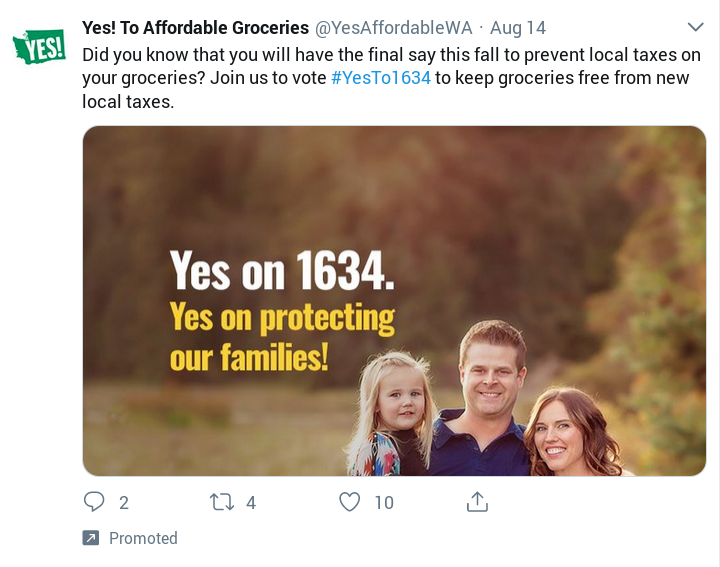 YES!
Yes! To Affordable Groceries @YesAffordableWA · Aug 14
Did you know that you will have the final say this fall to prevent local taxes on
your groceries? Join us to vote #YesTo1634 to keep groceries free from new
local taxes.
Yes on 1634.
Yes on protecting
our families!
2 4 10
Promoted